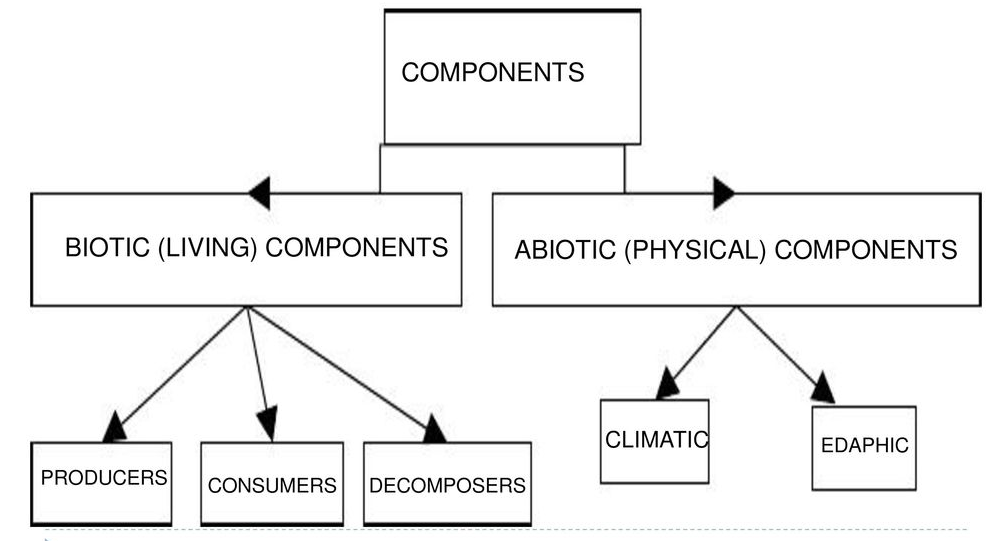 COMPONENTS
BIOTIC (LIVING) COMPONENTS
ABIOTIC (PHYSICAL) COMPONENTS
PRODUCERS
CONSUMERS
DECOMPOSERS
CLIMATIC
EDAPHIC